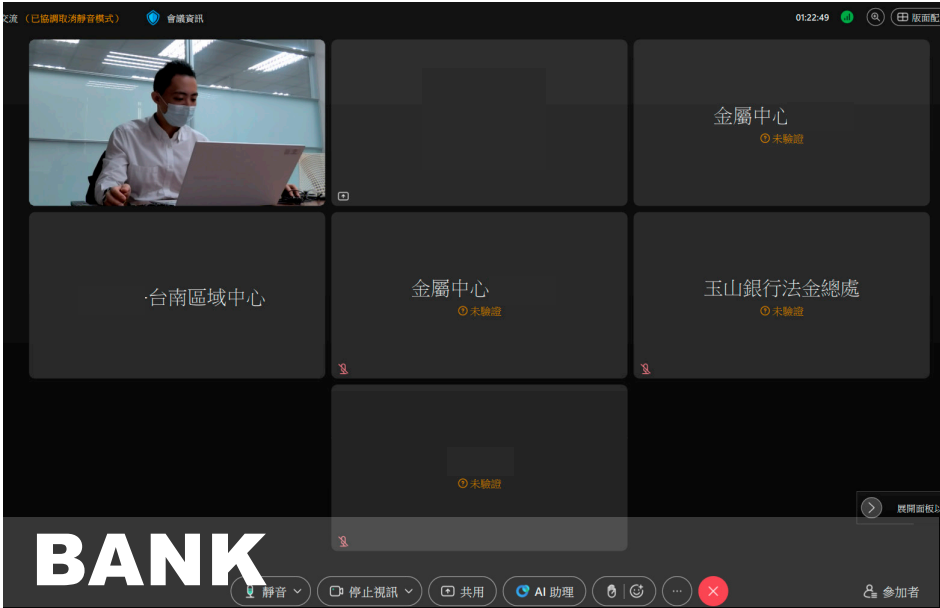 交流（已協調取消靜音模式） 會議資訊 01:22:49 版面配
金屬中心
未驗證
台南區域中心
金屬中心
未驗證
玉山銀行法金總處
未驗證
未驗證
展開面板以
BANK
靜音 停止視訊 共用 AI 助理 參加者